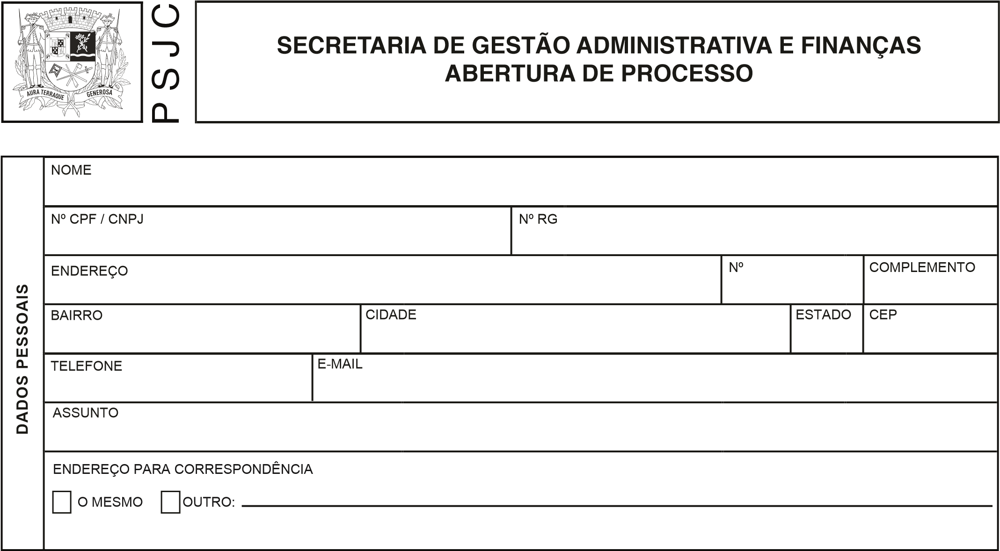 AURA TERRAQUE GENEROSA
PSJC
SECRETARIA DE GESTÃO ADMINISTRATIVA E FINANÇAS
ABERTURA DE PROCESSO
DADOS PESSOAIS
NOME
Nº CPF / CNPJ Nº RG
ENDEREÇO Nº COMPLEMENTO
BAIRRO CIDADE ESTADO CEP
TELEFONE E-MAIL
ASSUNTO
ENDEREÇO PARA CORRESPONDÊNCIA
O MESMO OUTRO: